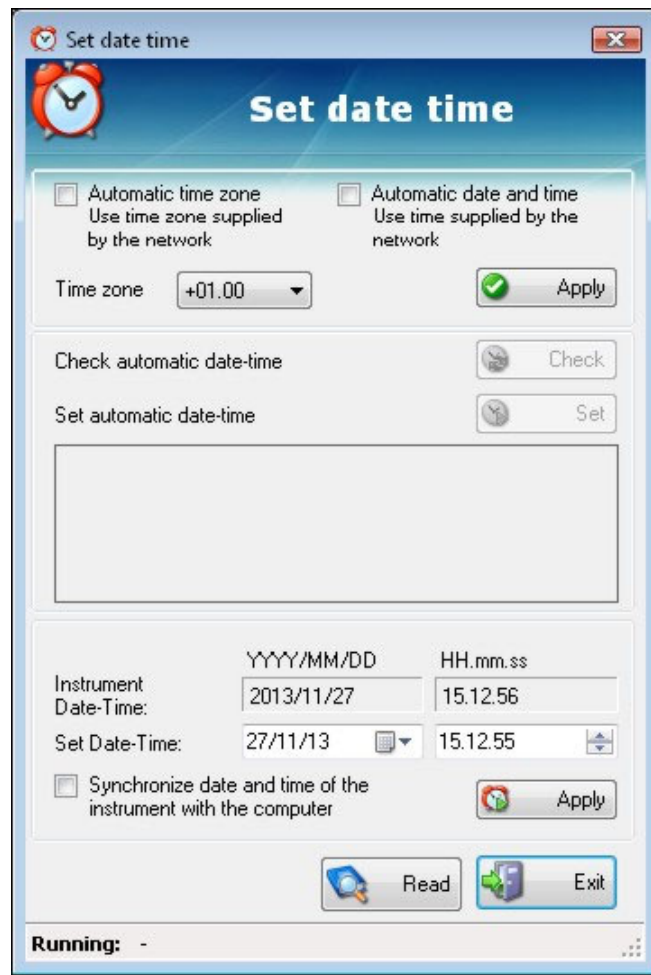 Set date time
Set date time
Automatic time zone
Use time zone supplied
by the network
Automatic date and time
Use time supplied by the
network
Time zone
+01.00
Apply
Check automatic date-time
Check
Set automatic date-time
Set
YYYY/MM/DD
HH.mm.ss
Instrument
Date-Time:
2013/11/27
15.12.56
Set Date-Time:
27/11/13
15.12.55
Synchronize date and time of the
instrument with the computer
Apply
Read
Exit
Running: -